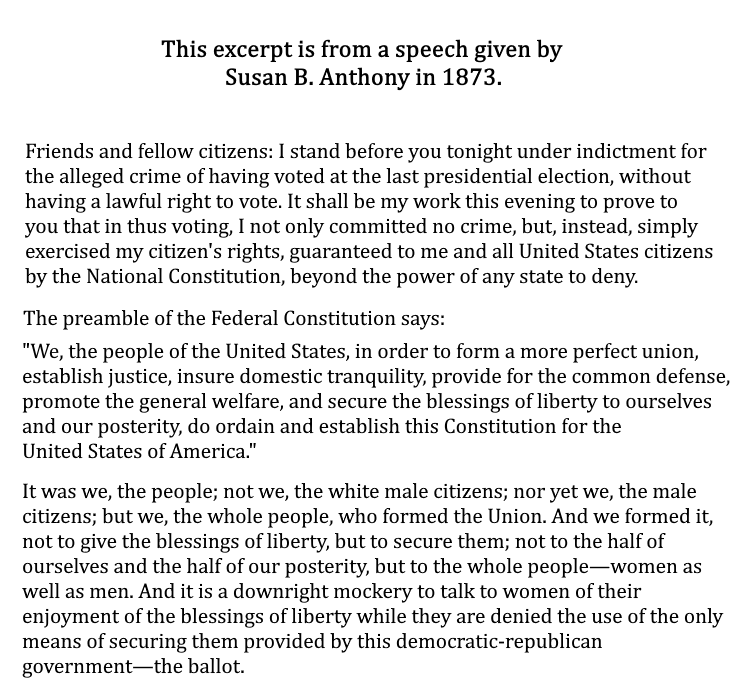 This excerpt is from a speech given by
Susan B. Anthony in 1873.
Friends and fellow citizens: I stand before you tonight under indictment for
the alleged crime of having voted at the last presidential election, without
having a lawful right to vote. It shall be my work this evening to prove to
you that in thus voting, I not only committed no crime, but, instead, simply
exercised my citizen's rights, guaranteed to me and all United States citizens
by the National Constitution, beyond the power of any state to deny.
The preamble of the Federal Constitution says:
"We, the people of the United States, in order to form a more perfect union,
establish justice, insure domestic tranquility, provide for the common defense,
promote the general welfare, and secure the blessings of liberty to ourselves
and our posterity, do ordain and establish this Constitution for the
United States of America."
It was we, the people; not we, the white male citizens; nor yet we, the male
citizens; but we, the whole people, who formed the Union. And we formed it,
not to give the blessings of liberty, but to secure them; not to the half of
ourselves and the half of our posterity, but to the whole people—women as
well as men. And it is a downright mockery to talk to women of their
enjoyment of the blessings of liberty while they are denied the use of the only
means of securing them provided by this democratic-republican
government—the ballot.